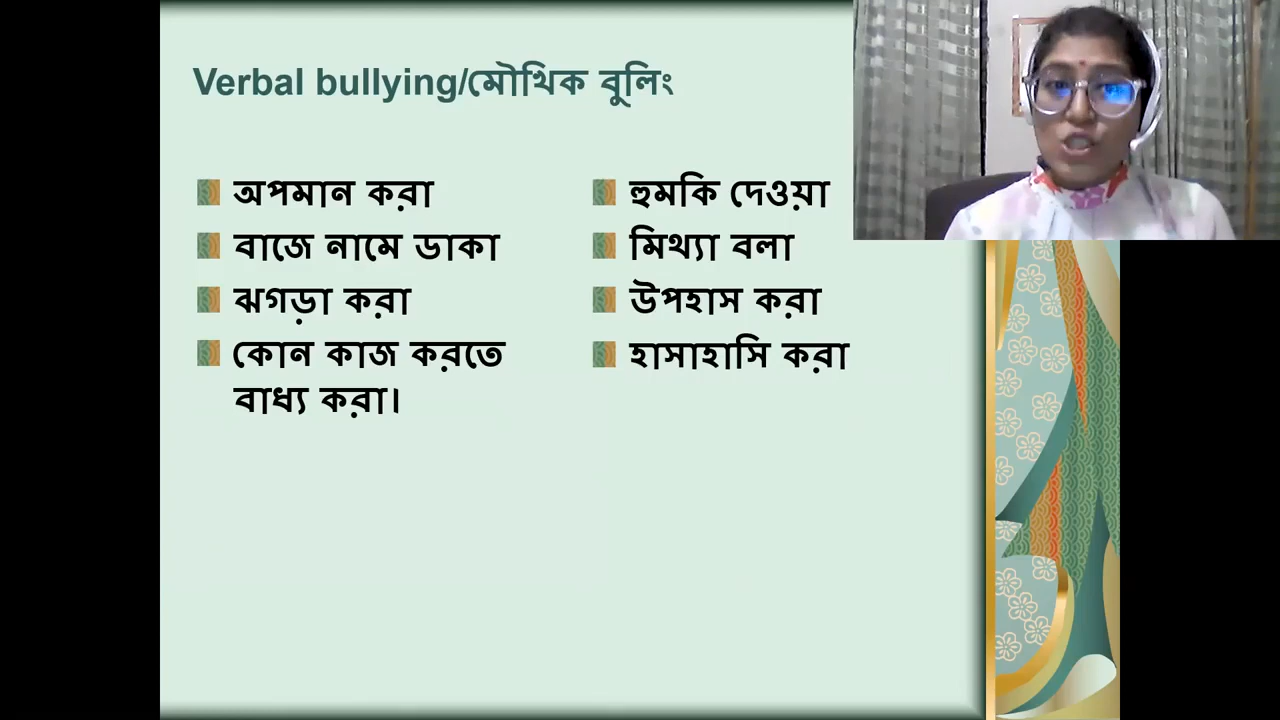 Verbal bullying/মৌখিক বুলিং
অপমান করা
বাজে নামে ডাকা
ঝগড়া করা
কোন কাজ করতে
বাধ্য করা।
হুমকি দেওয়া
মিথ্যা বলা
উপহাস করা
হাসাহাসি করা